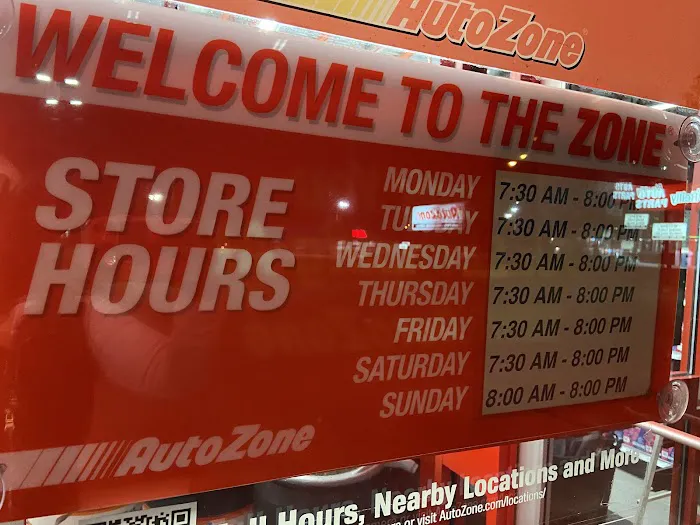 AutoZone
WELCOME TO THE ZONE
STORE HOURS
MONDAY 7:30 AM - 8:00 PM
7:30 AM - 8:00 PM
WEDNESDAY 7:30 AM - 8:00 PM
THURSDAY 7:30 AM - 8:00 PM
FRIDAY 7:30 AM - 8:00 PM
SATURDAY 7:30 AM - 8:00 PM
SUNDAY 8:00 AM - 8:00 PM
AutoZone
Hours, Nearby Locations and More
or visit AutoZone.com/locations/